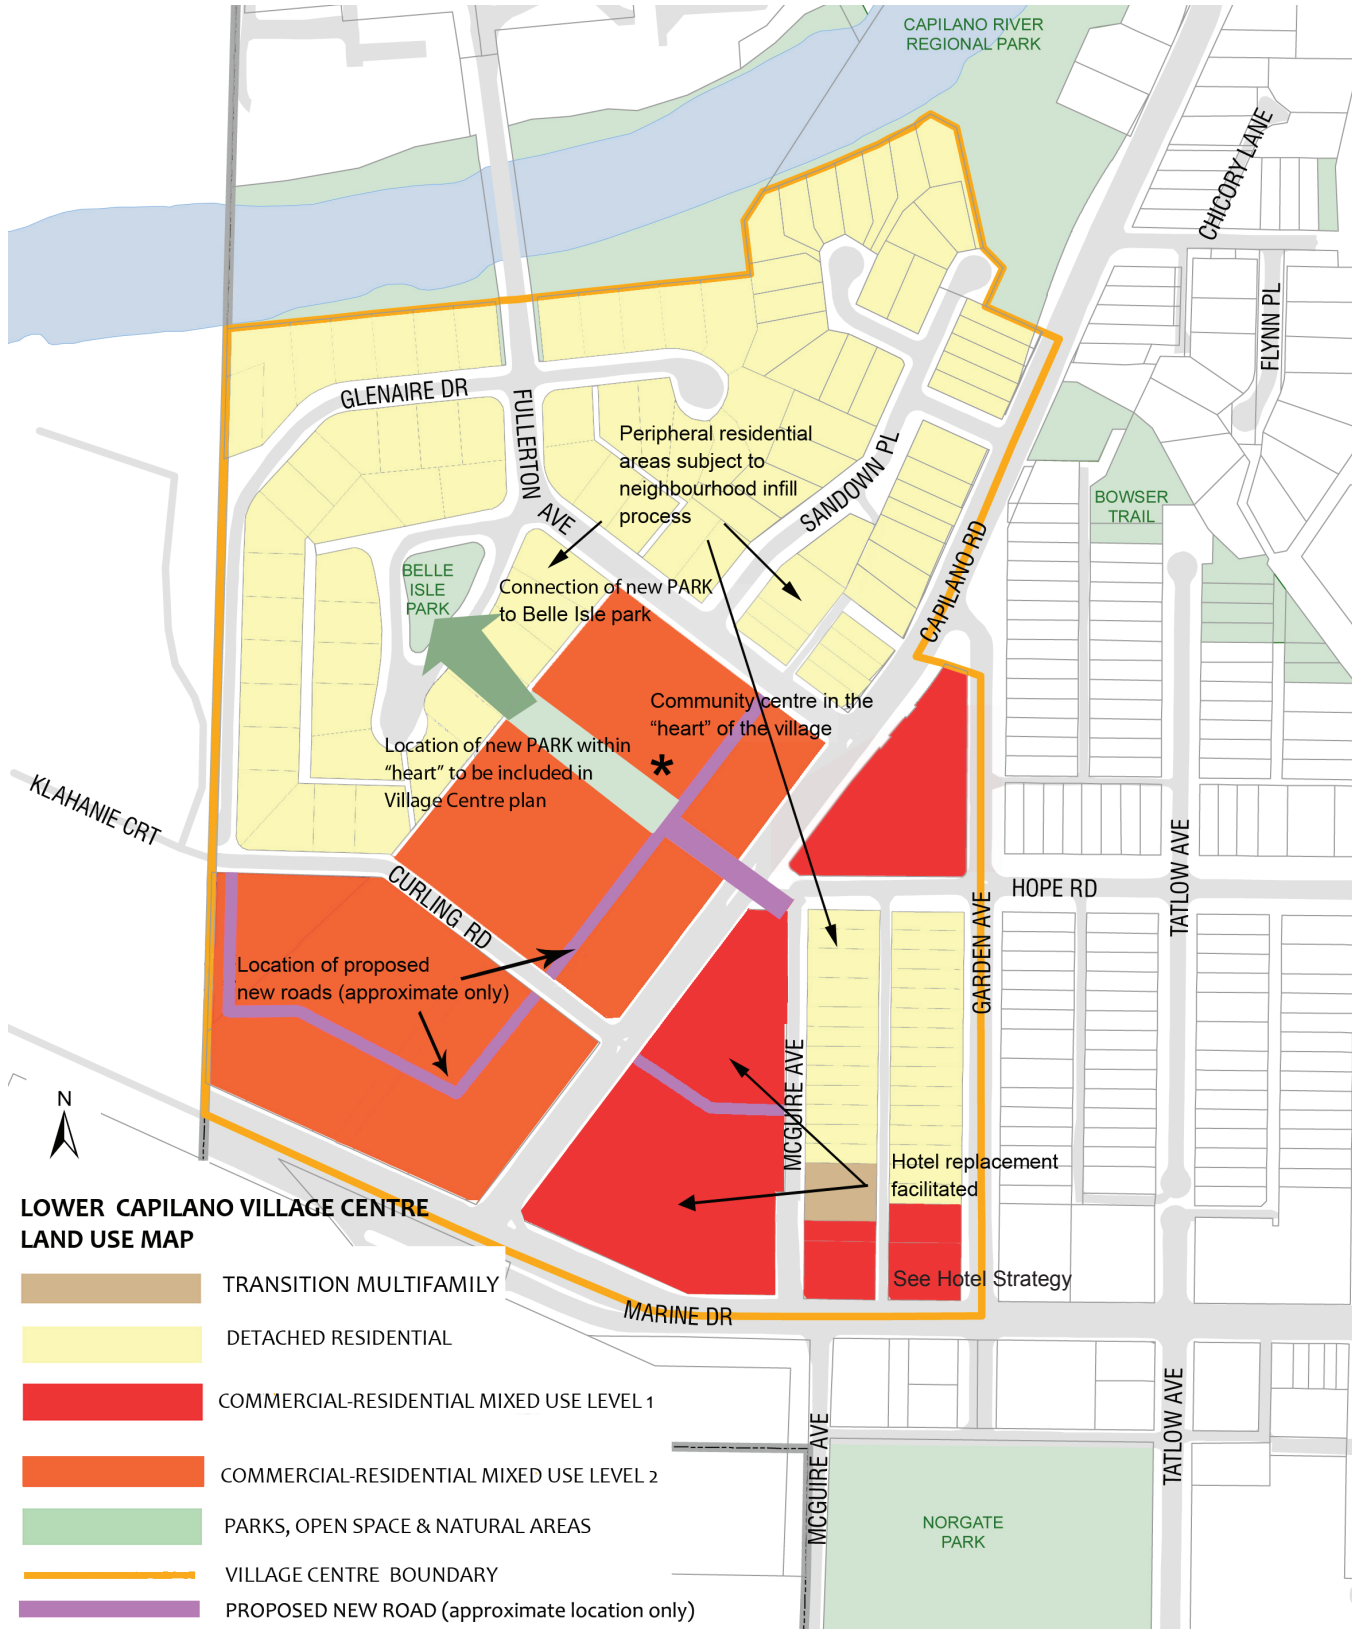 CAPILANO RIVER
REGIONAL PARK
CHICORY LANE
FLYNN PL
GLENAIRE DR
FULLERTON AVE
Peripheral residential
areas subject to
neighbourhood infill
process
SANDOWN PL
BOWSER
TRAIL
CAPILANO RD
BELLE
ISLE
PARK
Connection of new PARK
to Belle Isle park
Community centre in the
“heart” of the village
*
Location of new PARK within
“heart” to be included in
Village Centre plan
KLAHANIE CRT
CURLING RD
HOPE RD
TATLOW AVE
GARDEN AVE
Location of proposed
new roads (approximate only)
MCGUIRE AVE
N
Hotel replacement
facilitated
See Hotel Strategy
MARINE DR
MCGUIRE AVE
TATLOW AVE
NORGATE
PARK
LOWER CAPILANO VILLAGE CENTRE
LAND USE MAP
TRANSITION MULTIFAMILY
DETACHED RESIDENTIAL
COMMERCIAL-RESIDENTIAL MIXED USE LEVEL 1
COMMERCIAL-RESIDENTIAL MIXED USE LEVEL 2
PARKS, OPEN SPACE & NATURAL AREAS
VILLAGE CENTRE BOUNDARY
PROPOSED NEW ROAD (approximate location only)